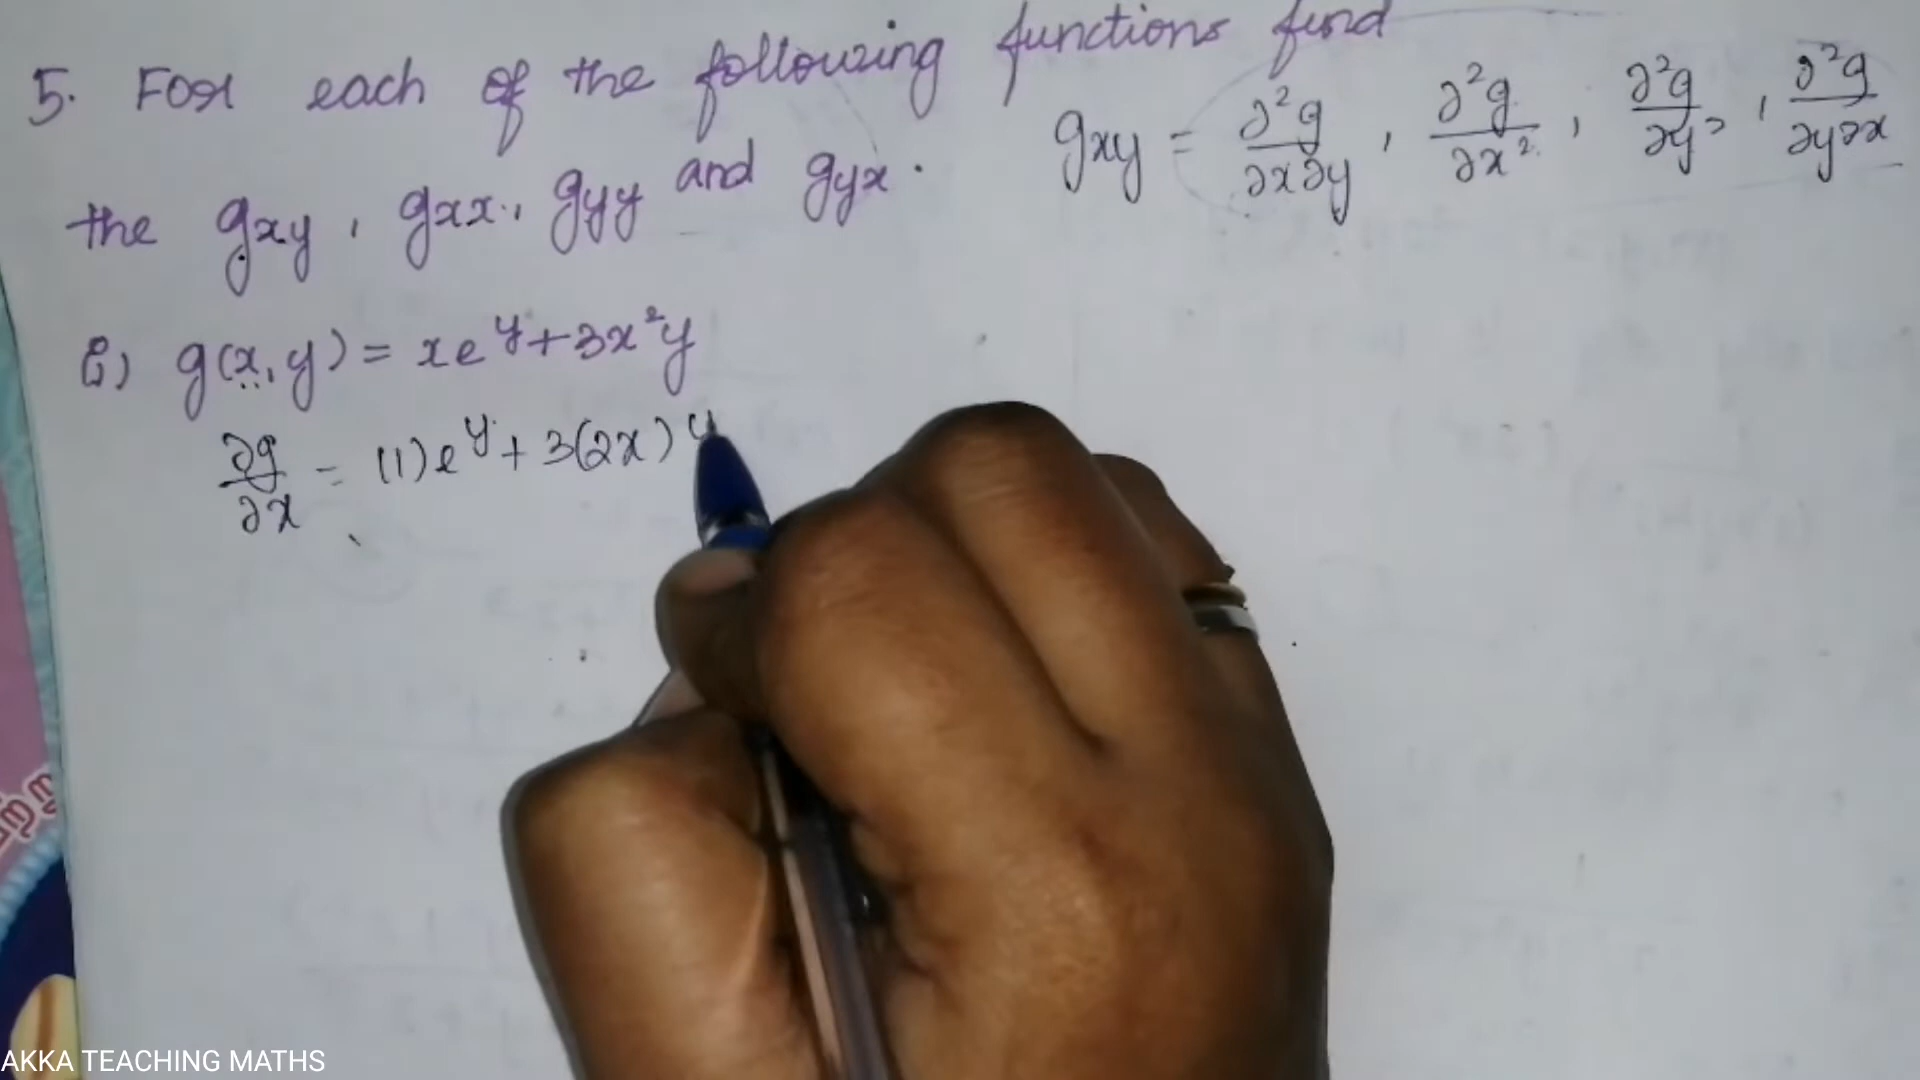 5. For each of the following functions find
the gxy, gxx, gyy and gyx.
gxy = ∂²g/∂x∂y, ∂²g/∂x², ∂²g/∂y², ∂²g/∂y∂x
g(x,y) = xe^y + 3x²y
∂g/∂x = (1)e^y + 3(2x)y
AKKA TEACHING MATHS